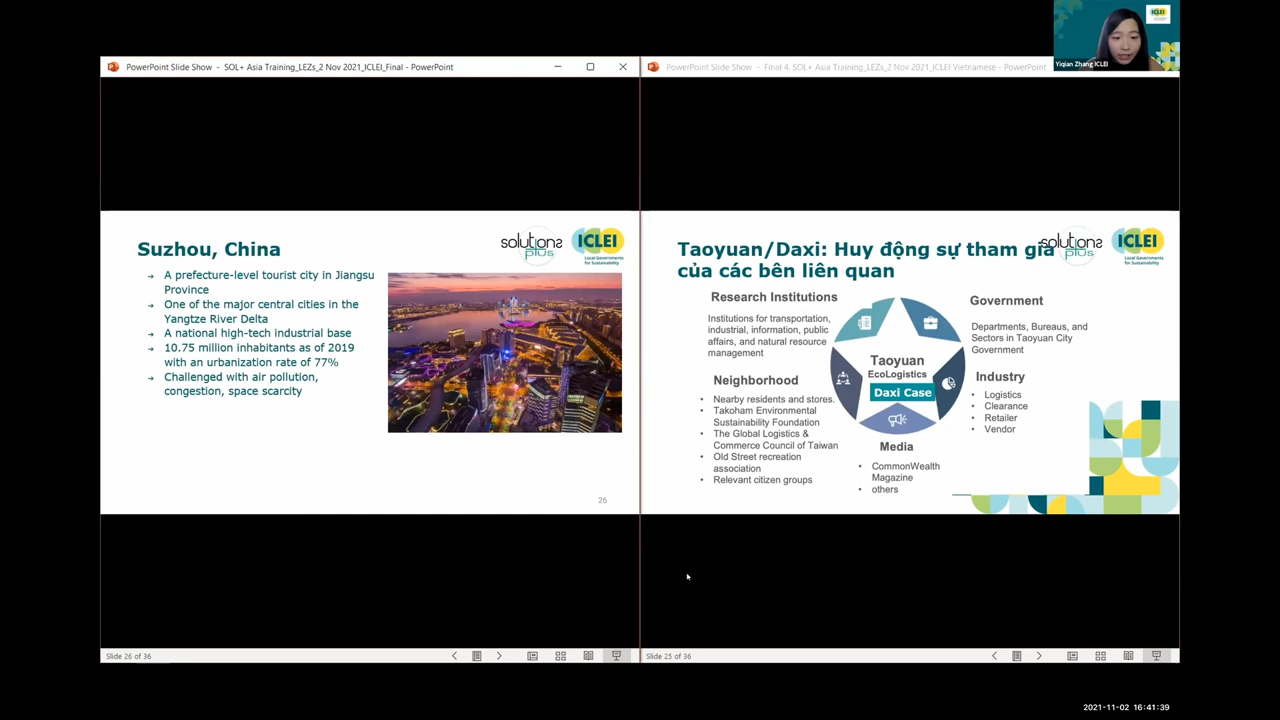 ICLEI
Yiqian Zhang ICLEI
PowerPoint Slide Show - SOL+ Asia Training_LEZs_2 Nov 2021_ICLEI_Final - PowerPoint
PowerPoint Slide Show - Final 4. SOL+ Asia Training_LEZs_2 Nov 2021_ICLEI Vietnamese - PowerPoint
Suzhou, China
solutions
plus
ICLEI
Local Governments
for Sustainability
→ A prefecture-level tourist city in Jiangsu
Province
→ One of the major central cities in the
Yangtze River Delta
→ A national high-tech industrial base
→ 10.75 million inhabitants as of 2019
with an urbanization rate of 77%
→ Challenged with air pollution,
congestion, space scarcity
26
Taoyuan/Daxi: Huy động sự tham gia
của các bên liên quan
solutions
plus
ICLEI
Local Governments
for Sustainability
Research Institutions
Institutions for transportation,
industrial, information, public
affairs, and natural resource
management
Neighborhood
• Nearby residents and stores.
• Takoham Environmental
Sustainability Foundation
• The Global Logistics &
Commerce Council of Taiwan
• Old Street recreation
association
• Relevant citizen groups
Taoyuan
EcoLogistics
Daxi Case
Media
• CommonWealth
Magazine
• others
Government
Departments, Bureaus, and
Sectors in Taoyuan City
Government
Industry
• Logistics
• Clearance
• Retailer
• Vendor
Slide 26 of 36
Slide 25 of 36
2021-11-02 16:41:39